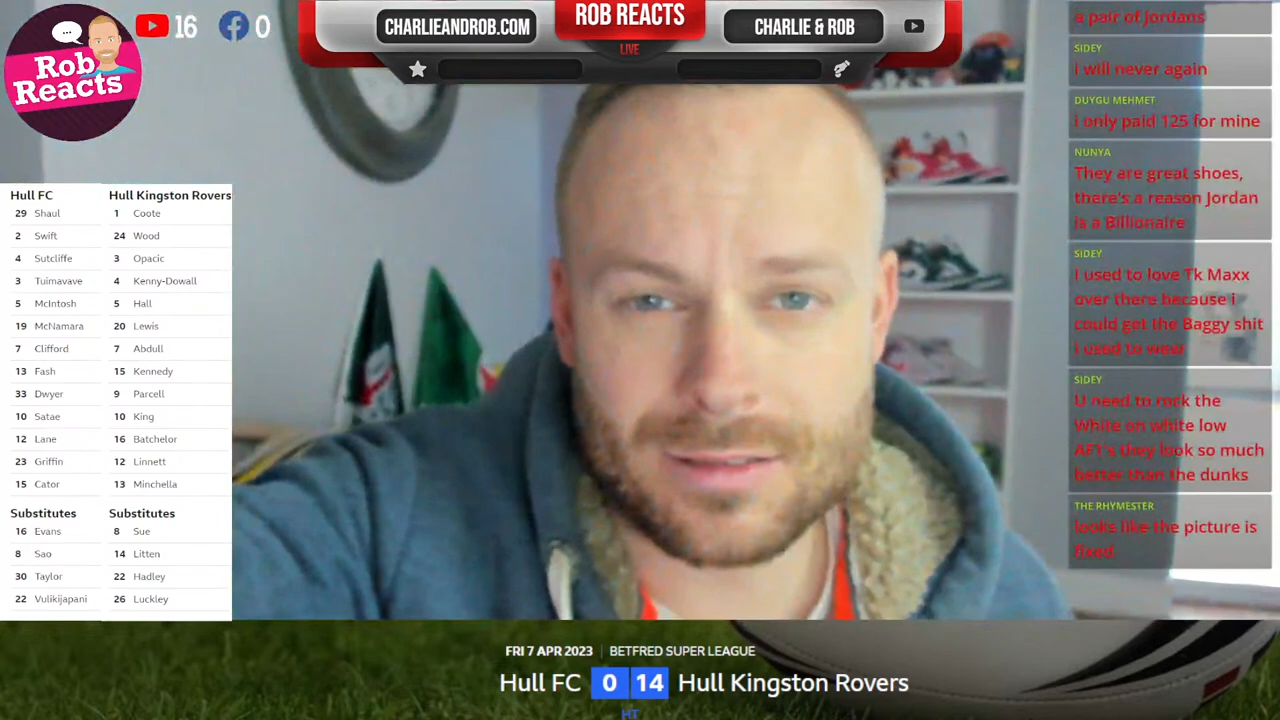 Rob
Reacts
16
0
CHARLIEANDROB.COM
ROB REACTS
LIVE
CHARLIE & ROB
a pair of Jordans
SIDEY
i will never again
DUYGU MEHMET
i only paid 125 for mine
NUNYA
They are great shoes,
there's a reason Jordan
is a Billionaire
SIDEY
I used to love Tk Maxx
over there because i
could get the Baggy shit
i used to wear
SIDEY
U need to rock the
White on white low
AF1's they look so much
better than the dunks
THE RHYMESTER
looks like the picture is
fixed
Hull FC
29 Shaul
2 Swift
4 Sutcliffe
3 Tuimavave
5 McIntosh
19 McNamara
7 Clifford
13 Fash
33 Dwyer
10 Satae
12 Lane
23 Griffin
15 Cator
Substitutes
16 Evans
8 Sao
30 Taylor
22 Vulikijapani
Hull Kingston Rovers
1 Coote
24 Wood
3 Opacic
4 Kenny-Dowall
5 Hall
20 Lewis
7 Abdull
15 Kennedy
9 Parcell
10 King
16 Batchelor
12 Linnett
13 Minchella
Substitutes
8 Sue
14 Litten
22 Hadley
26 Luckley
FRI 7 APR 2023 | BETFRED SUPER LEAGUE
Hull FC 0 14 Hull Kingston Rovers
HT